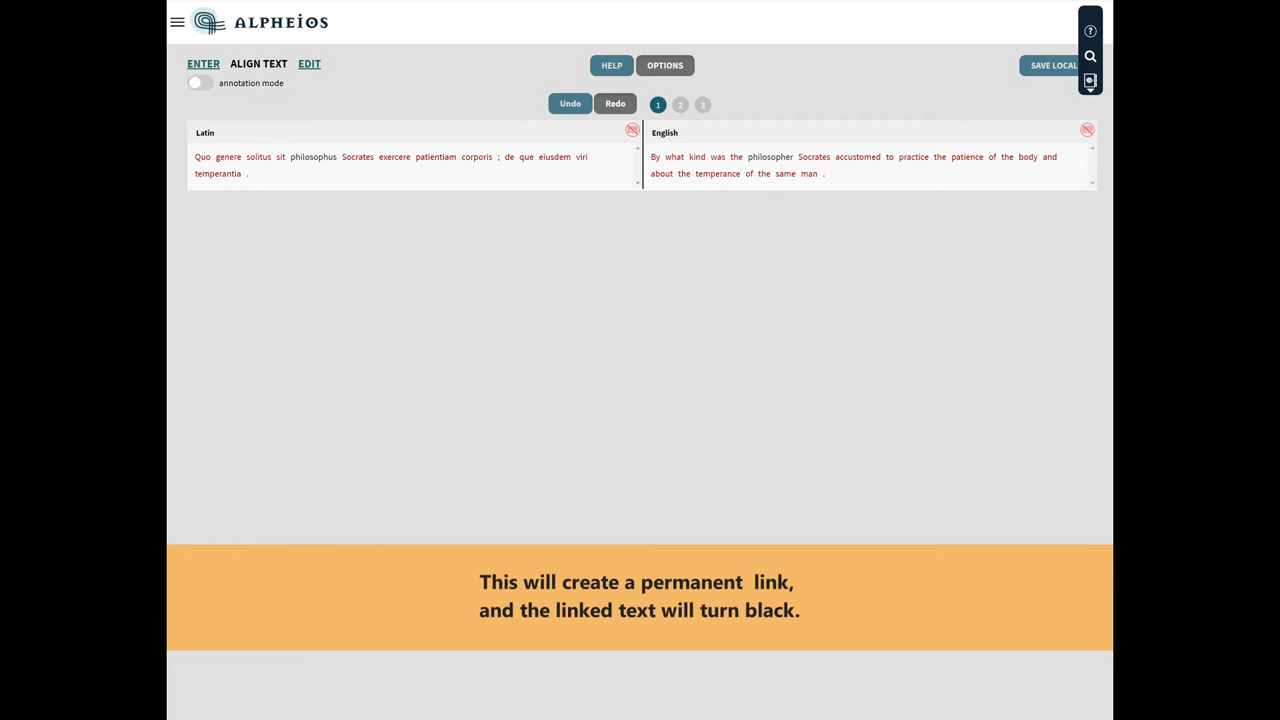 ALPHEIOS
ENTER ALIGN TEXT EDIT
HELP OPTIONS
SAVE LOCAL
annotation mode
Undo Redo 1 2 3
Latin
Quo genere solitus sit philosophus Socrates exercere patientiam corporis ; de que eiusdem viri
temperantia .
English
By what kind was the philosopher Socrates accustomed to practice the patience of the body and
about the temperance of the same man .
This will create a permanent link,
and the linked text will turn black.